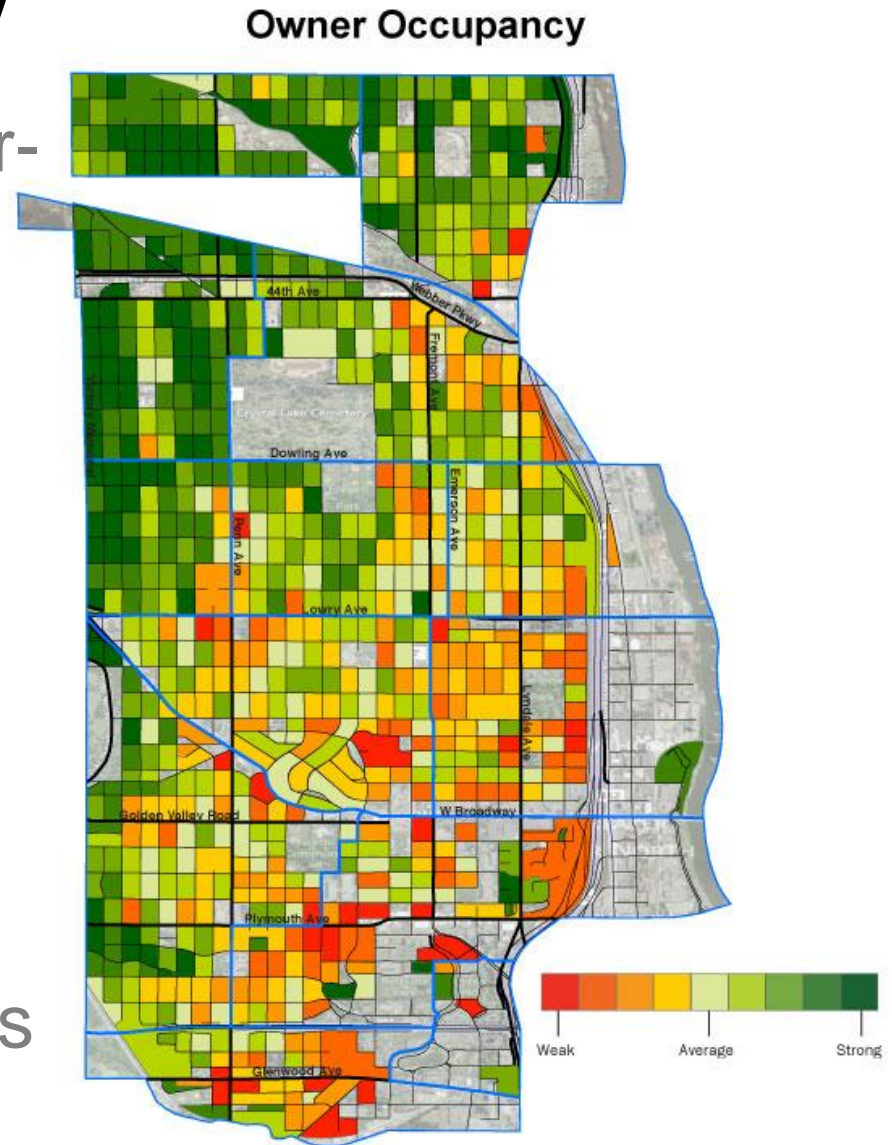 Owner Occupancy
r-
44th Ave
Webber Pkwy
Fremont Ave
Crystal Lake Cemetery
Dowling Ave
Emerson Ave
Penn Ave
Lowry Ave
Lyndale Ave
Golden Valley Road
W Broadway
NORTH
Plymouth Ave
s
Glenwood Ave
Weak
Average
Strong